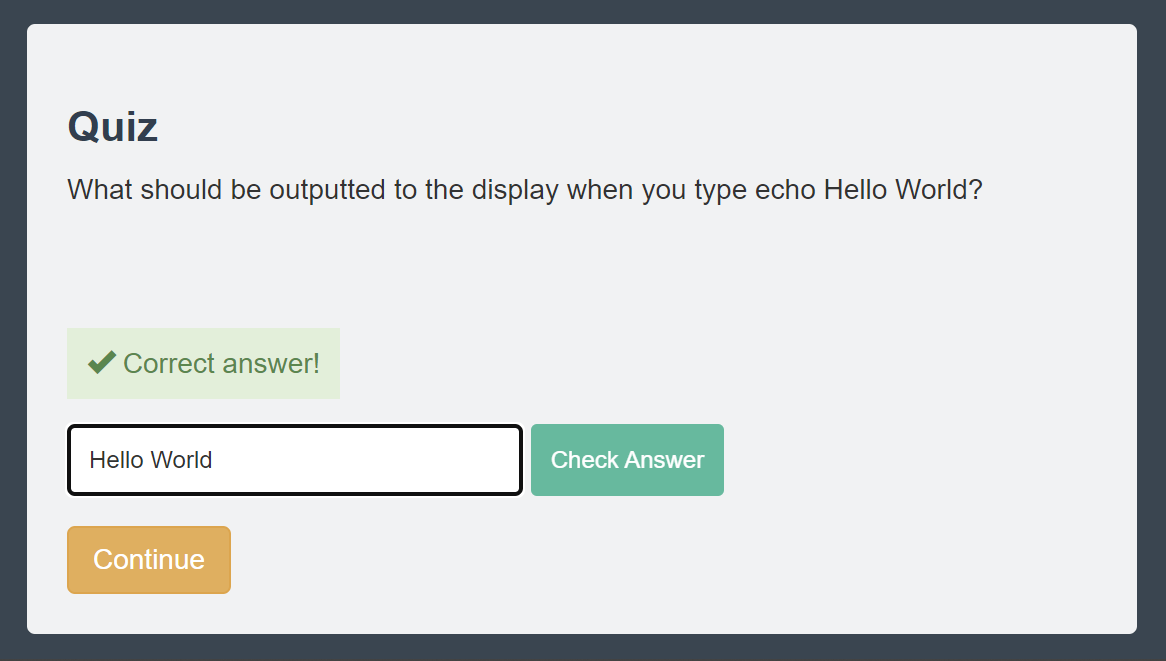 Quiz
What should be outputted to the display when you type echo Hello World?
Correct answer!
Hello World
Check Answer
Continue